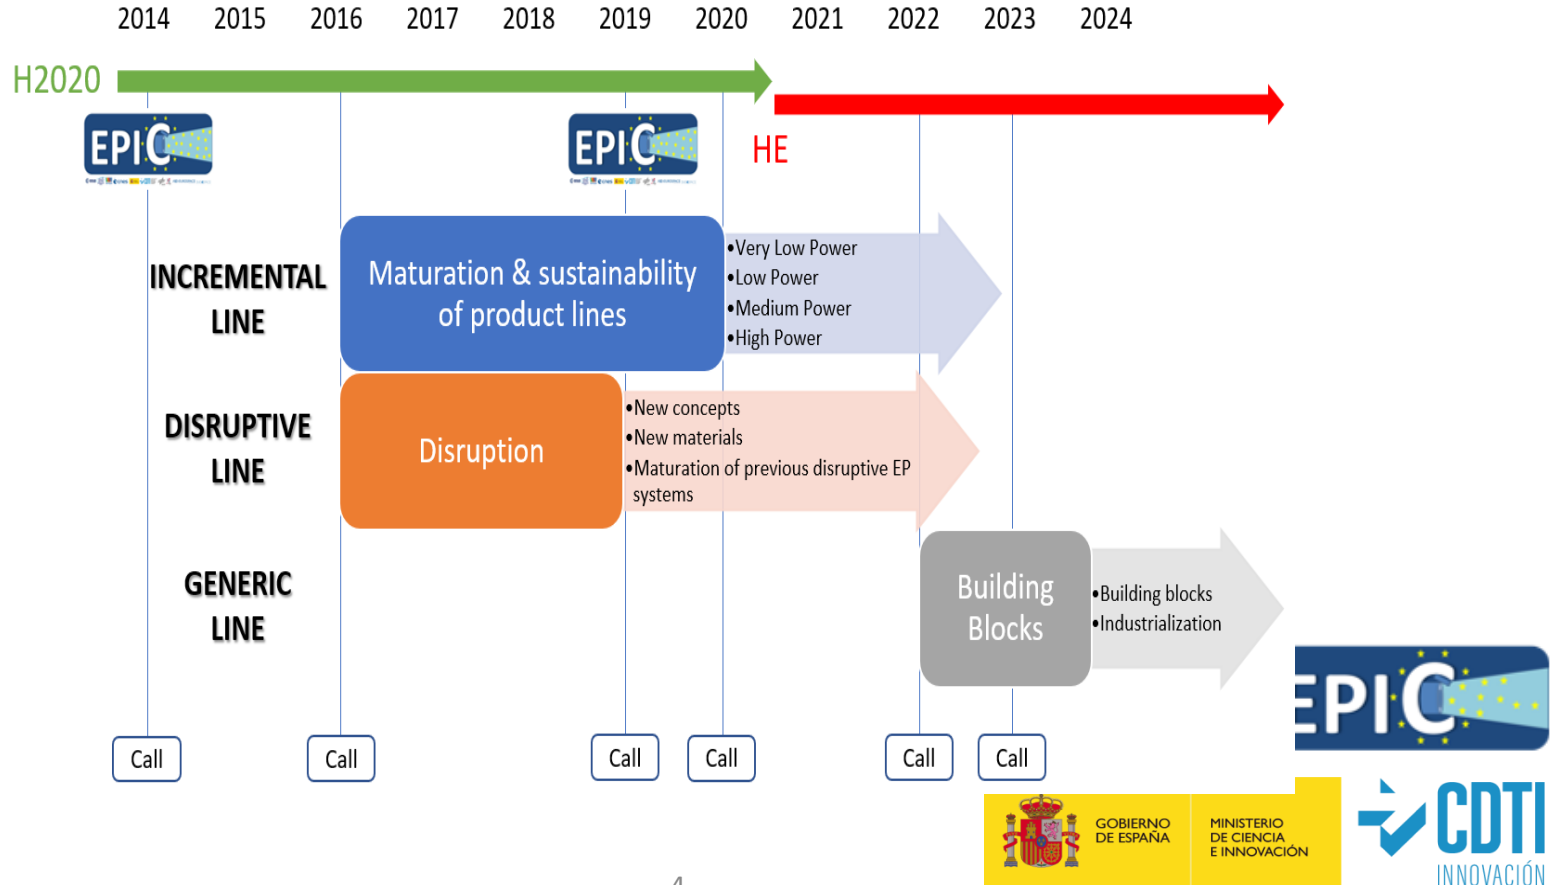 2014 2015 2016 2017 2018 2019 2020 2021 2022 2023 2024
H2020
HE
EPIC
EPIC
INCREMENTAL
LINE
Maturation & sustainability
of product lines
•Very Low Power
•Low Power
•Medium Power
•High Power
DISRUPTIVE
LINE
Disruption
•New concepts
•New materials
•Maturation of previous disruptive EP
systems
GENERIC
LINE
Building
Blocks
•Building blocks
•Industrialization
Call Call Call Call Call Call
EPIC
GOBIERNO
DE ESPAÑA
MINISTERIO
DE CIENCIA
E INNOVACIÓN
CDTI
INNOVACIÓN
4